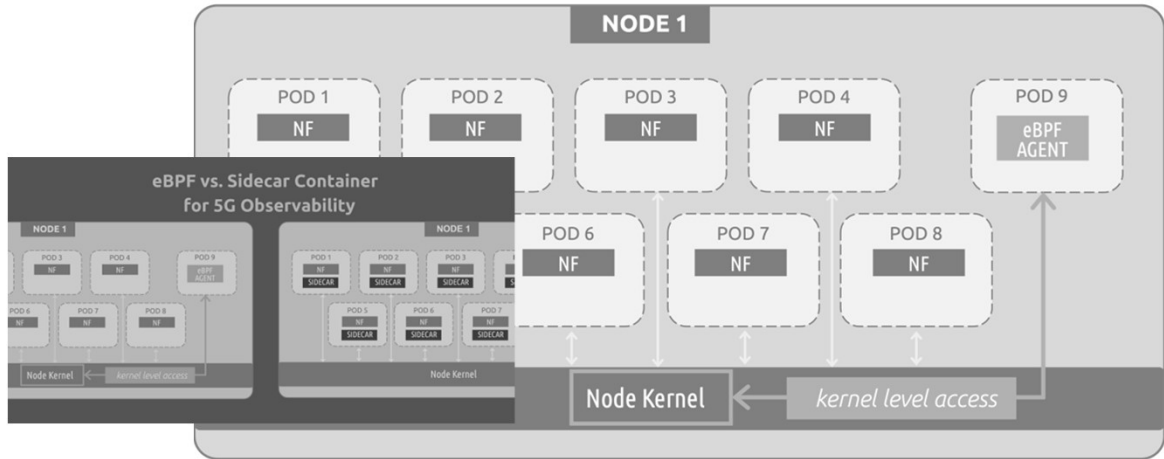 NODE 1
POD 1
NF
POD 2
NF
POD 3
NF
POD 4
NF
POD 9
eBPF
AGENT
POD 6
NF
POD 7
NF
POD 8
NF
Node Kernel
kernel level access
eBPF vs. Sidecar Container
for 5G Observability
NODE 1
POD 3
NF
POD 4
NF
POD 9
eBPF
AGENT
POD 6
NF
POD 7
NF
POD 8
NF
Node Kernel
kernel level access
NODE 1
POD 1
NF
SIDECAR
POD 2
NF
SIDECAR
POD 3
NF
SIDECAR
POD 5
NF
SIDECAR
POD 6
NF
SIDECAR
POD 7
NF
SIDECAR
Node Kernel